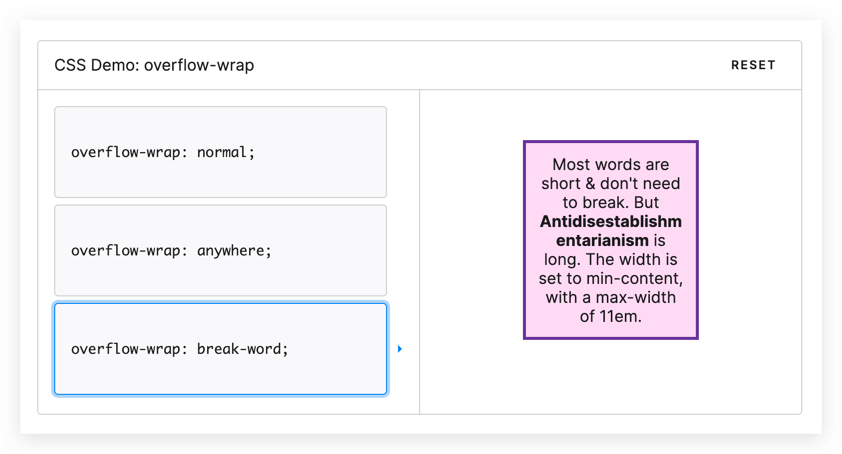 CSS Demo: overflow-wrap
RESET
overflow-wrap: normal;
overflow-wrap: anywhere;
overflow-wrap: break-word;
Most words are
short & don't need
to break. But
Antidisestablishm
entarianism is
long. The width is
set to min-content,
with a max-width
of 11em.